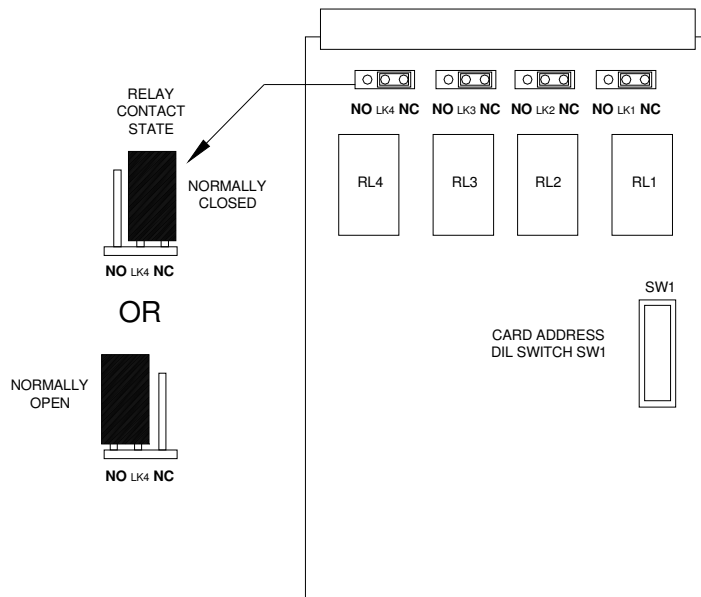 RELAY
CONTACT
STATE
NORMALLY
CLOSED
NO LK4 NC
OR
NORMALLY
OPEN
NO LK4 NC
NO LK4 NC
NO LK3 NC
NO LK2 NC
NO LK1 NC
RL4
RL3
RL2
RL1
SW1
CARD ADDRESS
DIL SWITCH SW1